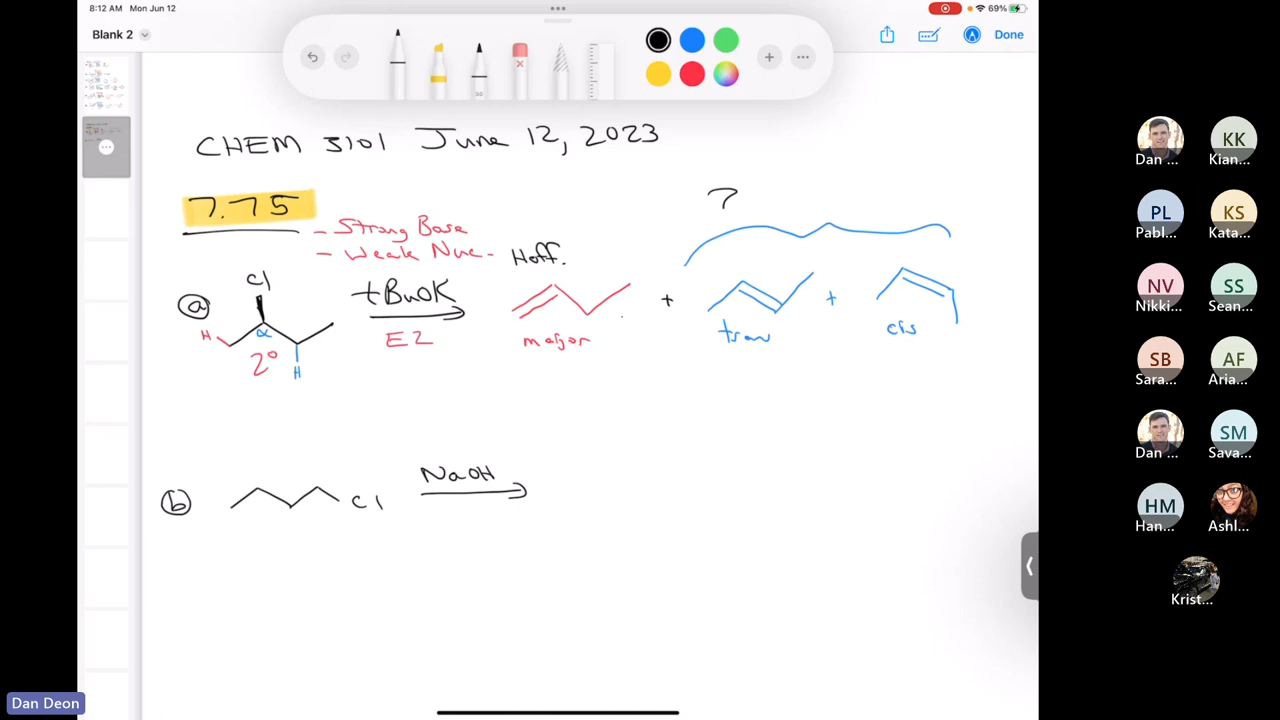 8:12 AM Mon Jun 12
69%
Blank 2
Done
CHEM 3101 June 12, 2023
7.75
- Strong Base
- Weak Nuc.
Hoff.
?
Cl
a
tBuOK
+
+
H
α
E2
major
trans
cis
2°
H
b
Cl
NaOH
Dan ...
KK
Kian...
PL
Pabl...
KS
Kata...
NV
Nikki...
SS
Sean...
SB
Sara...
AF
Aria...
Dan ...
SM
Sava...
HM
Han...
Ashl...
Krist...
Dan Deon